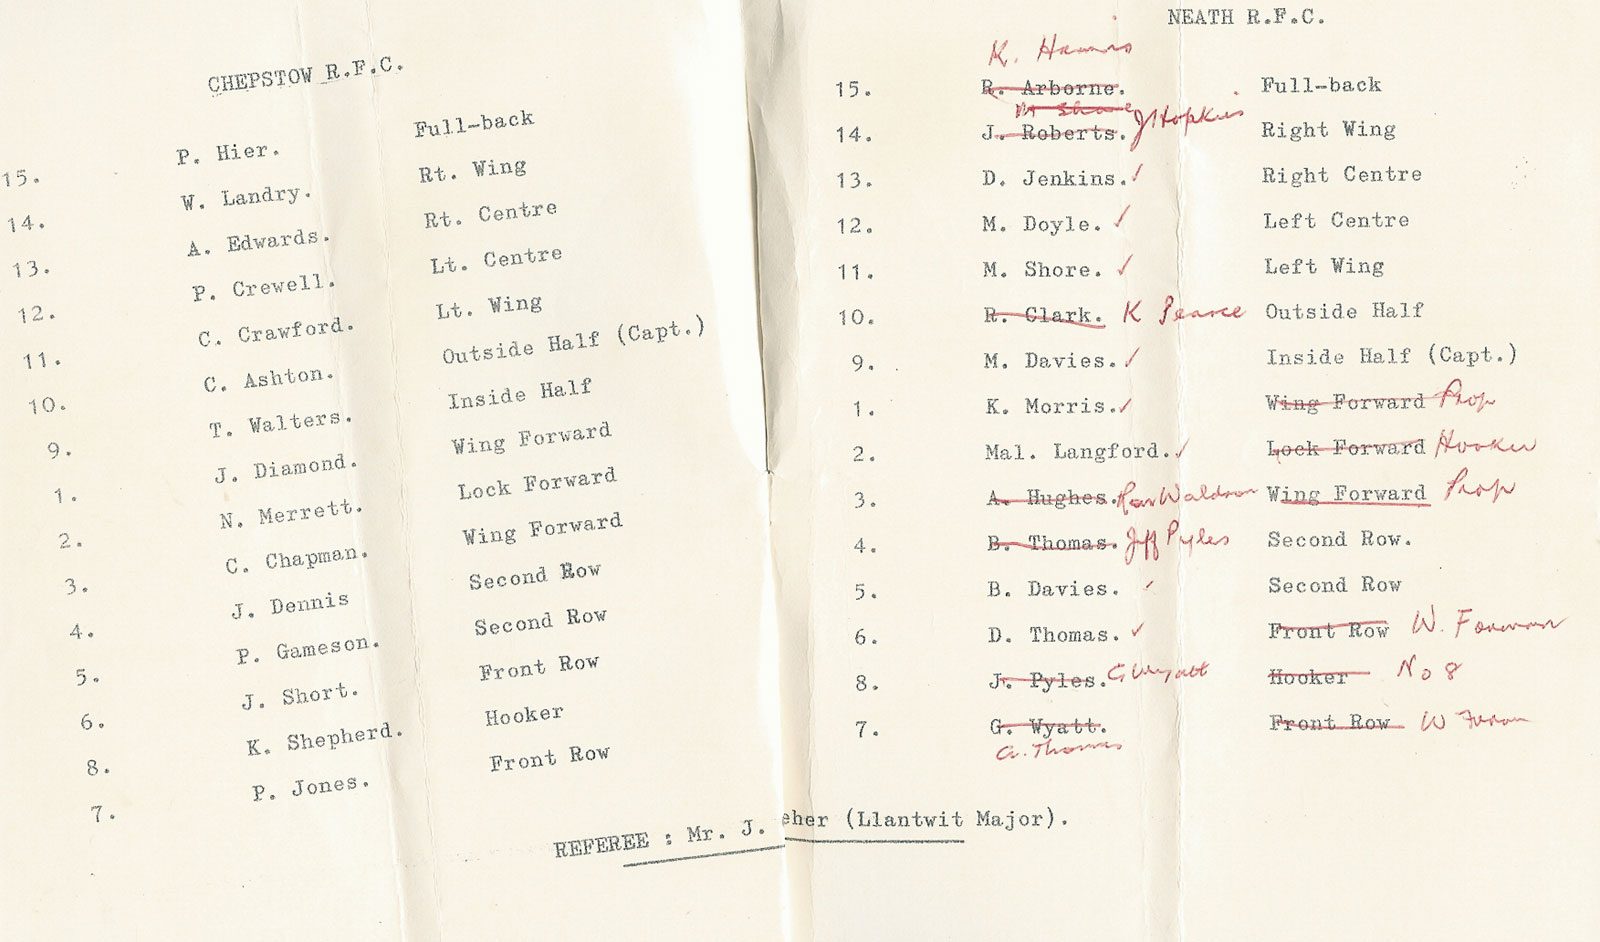 CHEPSTOW R.F.C.
15. P. Hier. Full-back
14. W. Landry. Rt. Wing
13. A. Edwards. Rt. Centre
12. P. Crewell. Lt. Centre
11. C. Crawford. Lt. Wing
10. C. Ashton. Outside Half (Capt.)
9. T. Walters. Inside Half
1. J. Diamond. Wing Forward
2. N. Merrett. Lock Forward
3. C. Chapman. Wing Forward
4. J. Dennis Second Row
5. P. Gameson. Second Row
6. J. Short. Front Row
8. K. Shepherd. Hooker
7. P. Jones. Front Row
NEATH R.F.C.
K. Harris
15. R. Arborne. Full-back
M Shore
14. J. Roberts. J Hopkins Right Wing
13. D. Jenkins. Right Centre
12. M. Doyle. Left Centre
11. M. Shore. Left Wing
10. R. Clark. K Pearce Outside Half
9. M. Davies. Inside Half (Capt.)
1. K. Morris. Wing Forward Prop
2. Mal. Langford. Lock Forward Hooker
3. A. Hughes. Ron Waldron Wing Forward Prop
4. B. Thomas. Jeff Pyles Second Row.
5. B. Davies. Second Row
6. D. Thomas. Front Row W. Forward
8. J. Pyles. G Wyatt Hooker No 8
7. G. Wyatt. Front Row W
Thomas
REFEREE : Mr. J. eher (Llantwit Major).